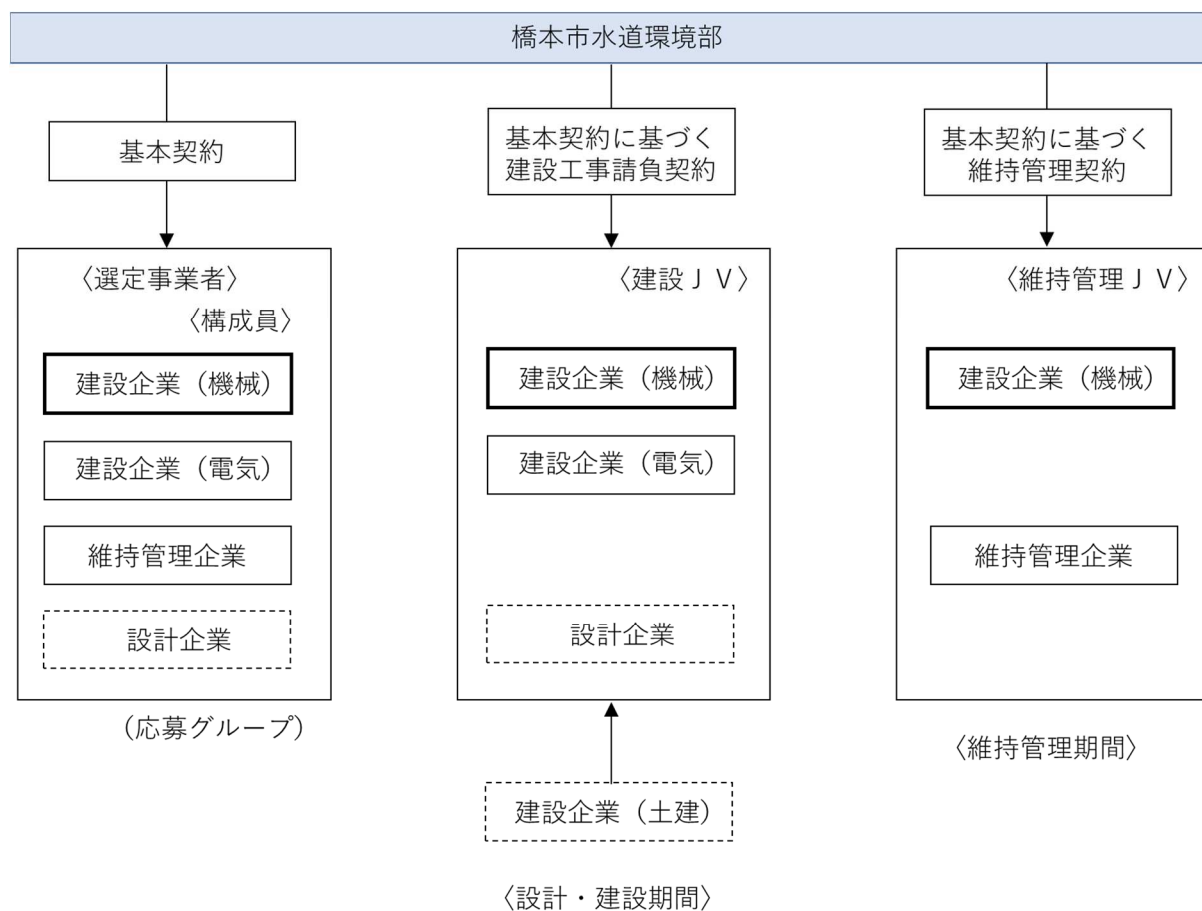 橋本市水道環境部
基本契約
基本契約に基づく
建設工事請負契約
基本契約に基づく
維持管理契約
〈選定事業者〉
〈構成員〉
建設企業（機械）
建設企業（電気）
維持管理企業
設計企業
（応募グループ）
〈建設ＪＶ〉
建設企業（機械）
建設企業（電気）
設計企業
建設企業（土建）
〈設計・建設期間〉
〈維持管理ＪＶ〉
建設企業（機械）
維持管理企業
〈維持管理期間〉